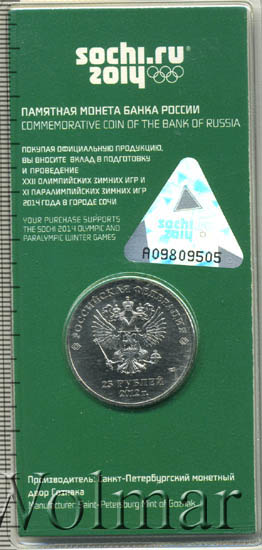 sochi.ru
2014
ПАМЯТНАЯ МОНЕТА БАНКА РОССИИ
COMMEMORATIVE COIN OF THE BANK OF RUSSIA
ПОКУПАЯ ОФИЦИАЛЬНУЮ ПРОДУКЦИЮ,
ВЫ ВНОСИТЕ ВКЛАД В ПОДГОТОВКУ
И ПРОВЕДЕНИЕ
XXII ОЛИМПИЙСКИХ ЗИМНИХ ИГР И
XI ПАРАЛИМПИЙСКИХ ЗИМНИХ ИГР
2014 ГОДА В ГОРОДЕ СОЧИ
YOUR PURCHASE SUPPORTS
THE SOCHI 2014 OLYMPIC AND
PARALYMPIC WINTER GAMES
sochi.ru
2014
A09809505
РОССИЙСКАЯ ФЕДЕРАЦИЯ
25 РУБЛЕЙ
2012 г.
Производитель: Санкт-Петербургский монетный
двор Гознака
Manufacturer: Saint-Petersburg Mint of Goznak
Wolmar